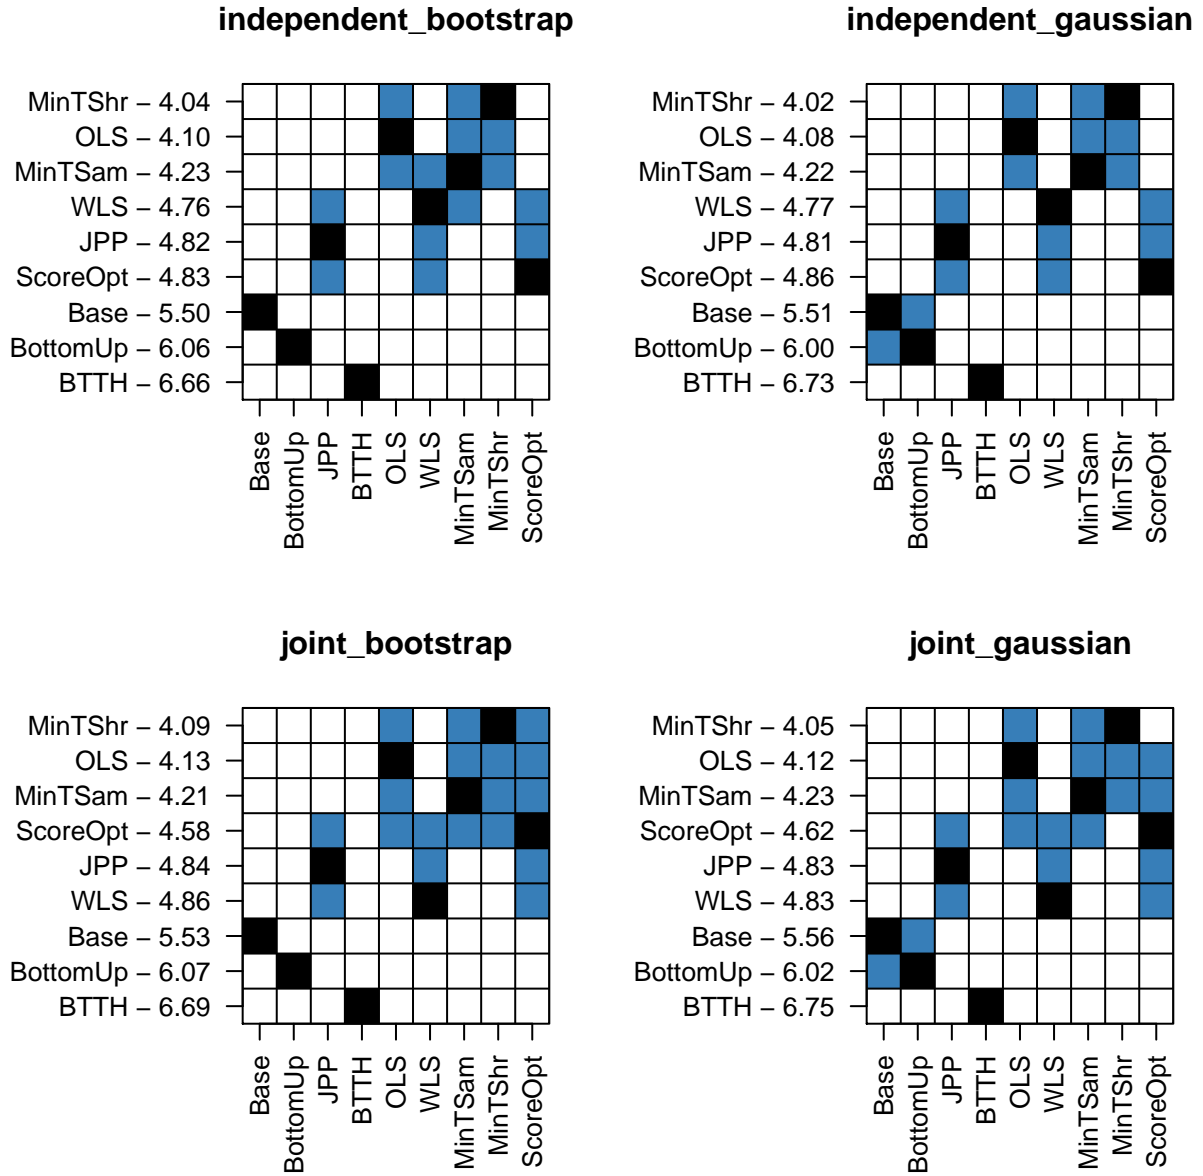 independent_bootstrap
MinTShr − 4.04
OLS − 4.10
MinTSam − 4.23
WLS − 4.76
JPP − 4.82
ScoreOpt − 4.83
Base − 5.50
BottomUp − 6.06
BTTH − 6.66
Base
BottomUp
JPP
BTTH
OLS
WLS
MinTSam
MinTShr
ScoreOpt
independent_gaussian
MinTShr − 4.02
OLS − 4.08
MinTSam − 4.22
WLS − 4.77
JPP − 4.81
ScoreOpt − 4.86
Base − 5.51
BottomUp − 6.00
BTTH − 6.73
Base
BottomUp
JPP
BTTH
OLS
WLS
MinTSam
MinTShr
ScoreOpt
joint_bootstrap
MinTShr − 4.09
OLS − 4.13
MinTSam − 4.21
ScoreOpt − 4.58
JPP − 4.84
WLS − 4.86
Base − 5.53
BottomUp − 6.07
BTTH − 6.69
Base
BottomUp
JPP
BTTH
OLS
WLS
MinTSam
MinTShr
ScoreOpt
joint_gaussian
MinTShr − 4.05
OLS − 4.12
MinTSam − 4.23
ScoreOpt − 4.62
JPP − 4.83
WLS − 4.83
Base − 5.56
BottomUp − 6.02
BTTH − 6.75
Base
BottomUp
JPP
BTTH
OLS
WLS
MinTSam
MinTShr
ScoreOpt